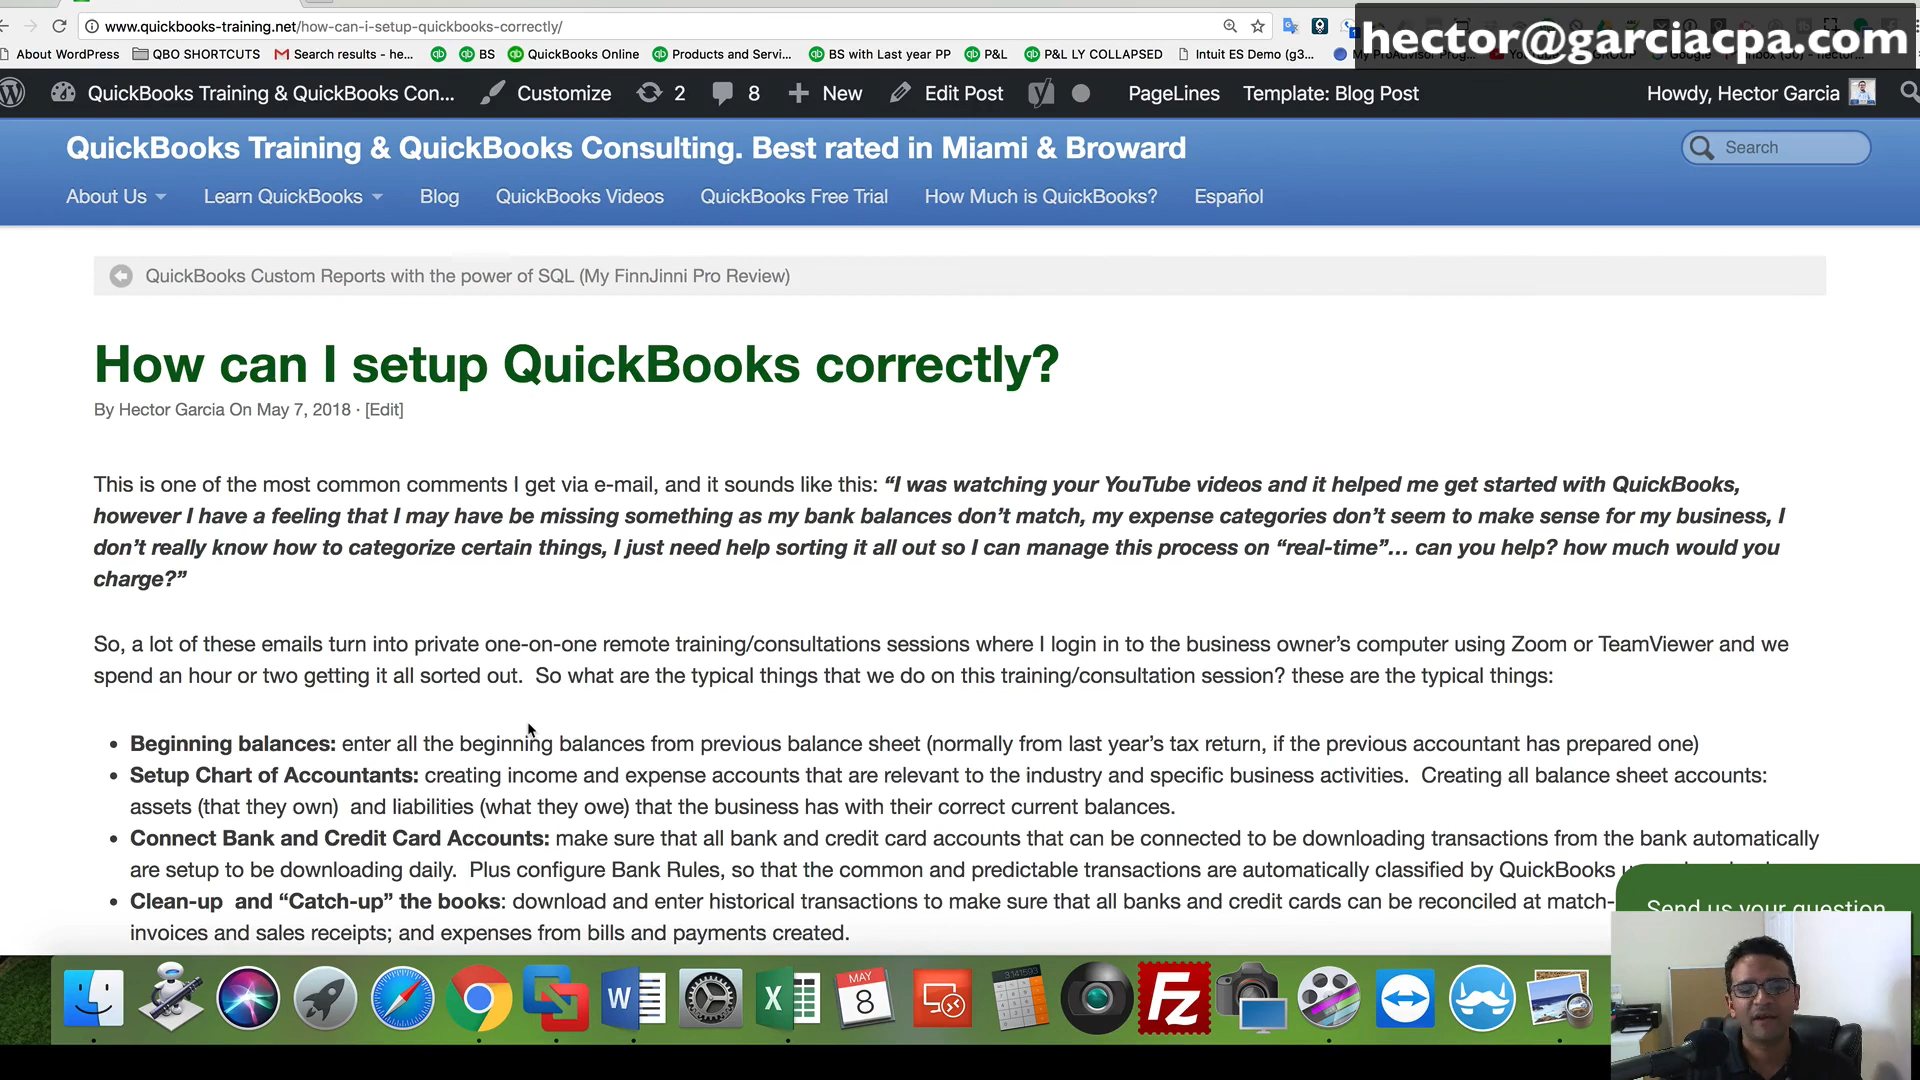 www.quickbooks-training.net/how-can-i-setup-quickbooks-correctly/
hector@garciacpa.com
About WordPress QBO SHORTCUTS Search results - he... BS QuickBooks Online Products and Servi... BS with Last year PP P&L P&L LY COLLAPSED Intuit ES Demo (g3...
QuickBooks Training & QuickBooks Con... Customize 2 8 New Edit Post PageLines Template: Blog Post Howdy, Hector Garcia
QuickBooks Training & QuickBooks Consulting. Best rated in Miami & Broward
Search
About Us Learn QuickBooks Blog QuickBooks Videos QuickBooks Free Trial How Much is QuickBooks? Español
QuickBooks Custom Reports with the power of SQL (My FinnJinni Pro Review)
How can I setup QuickBooks correctly?
By Hector Garcia On May 7, 2018 · [Edit]
This is one of the most common comments I get via e-mail, and it sounds like this: “I was watching your YouTube videos and it helped me get started with QuickBooks,
however I have a feeling that I may have be missing something as my bank balances don’t match, my expense categories don’t seem to make sense for my business, I
don’t really know how to categorize certain things, I just need help sorting it all out so I can manage this process on “real-time”... can you help? how much would you
charge?”
So, a lot of these emails turn into private one-on-one remote training/consultations sessions where I login in to the business owner’s computer using Zoom or TeamViewer and we
spend an hour or two getting it all sorted out. So what are the typical things that we do on this training/consultation session? these are the typical things:
• Beginning balances: enter all the beginning balances from previous balance sheet (normally from last year’s tax return, if the previous accountant has prepared one)
• Setup Chart of Accountants: creating income and expense accounts that are relevant to the industry and specific business activities. Creating all balance sheet accounts:
assets (that they own) and liabilities (what they owe) that the business has with their correct current balances.
• Connect Bank and Credit Card Accounts: make sure that all bank and credit card accounts that can be connected to be downloading transactions from the bank automatically
are setup to be downloading daily. Plus configure Bank Rules, so that the common and predictable transactions are automatically classified by QuickBooks
• Clean-up and “Catch-up” the books: download and enter historical transactions to make sure that all banks and credit cards can be reconciled at match-
invoices and sales receipts; and expenses from bills and payments created.
Send us your question
W
X
MAY
8
3141593
Fz